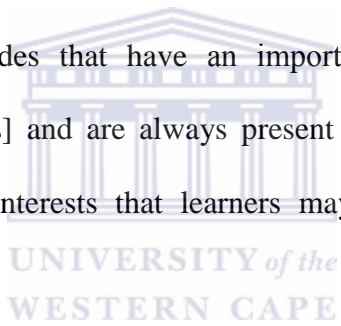 des that have an import
] and are always present
nterests that learners may
UNIVERSITY of the
WESTERN CAPE